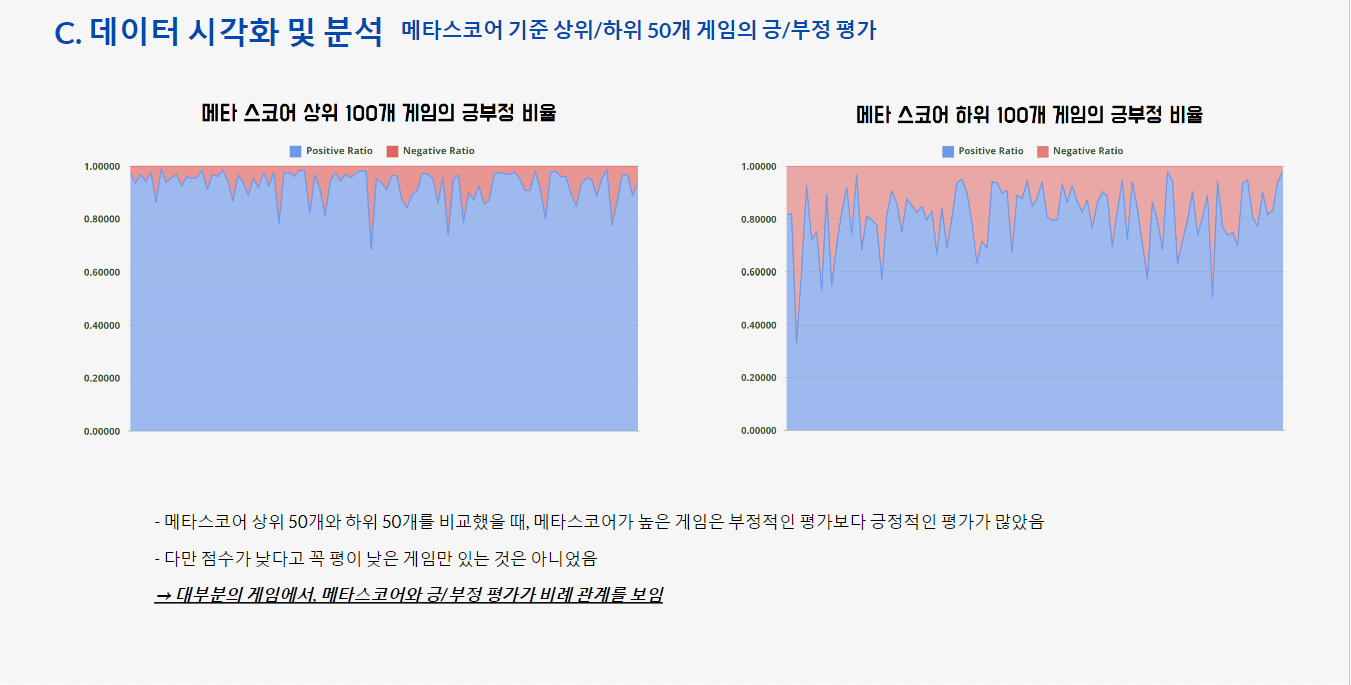 C. 데이터 시각화 및 분석 메타스코어 기준 상위/하위 50개 게임의 긍/부정 평가
메타 스코어 상위 100개 게임의 긍부정 비율
Positive Ratio Negative Ratio
1.00000
0.80000
0.60000
0.40000
0.20000
0.00000
메타 스코어 하위 100개 게임의 긍부정 비율
Positive Ratio Negative Ratio
1.00000
0.80000
0.60000
0.40000
0.20000
0.00000
- 메타스코어 상위 50개와 하위 50개를 비교했을 때, 메타스코어가 높은 게임은 부정적인 평가보다 긍정적인 평가가 많았음
- 다만 점수가 낮다고 꼭 평이 낮은 게임만 있는 것은 아니었음
→ 대부분의 게임에서, 메타스코어와 긍/부정 평가가 비례 관계를 보임